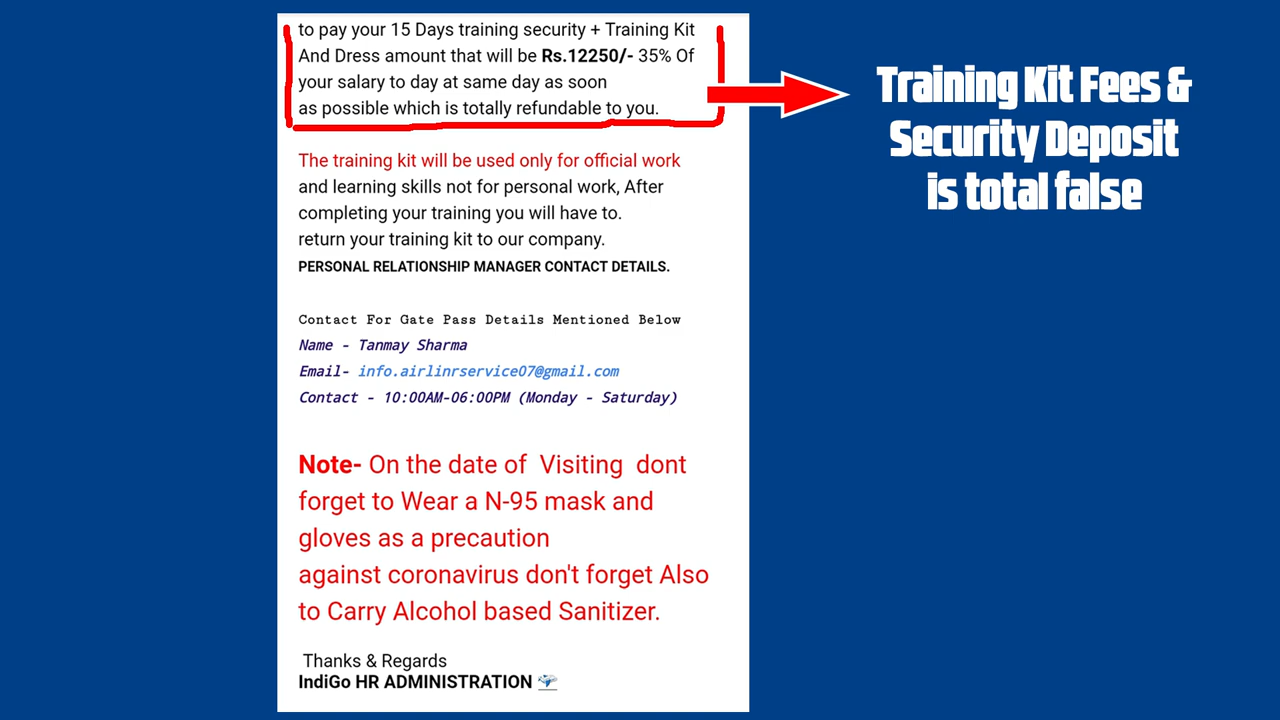 to pay your 15 Days training security + Training Kit
And Dress amount that will be Rs.12250/- 35% Of
your salary to day at same day as soon
as possible which is totally refundable to you.
The training kit will be used only for official work
and learning skills not for personal work, After
completing your training you will have to.
return your training kit to our company.
PERSONAL RELATIONSHIP MANAGER CONTACT DETAILS.
Contact For Gate Pass Details Mentioned Below
Name - Tanmay Sharma
Email- info.airlinrservice07@gmail.com
Contact - 10:00AM-06:00PM (Monday - Saturday)
Note- On the date of Visiting dont
forget to Wear a N-95 mask and
gloves as a precaution
against coronavirus don't forget Also
to Carry Alcohol based Sanitizer.
Thanks & Regards
IndiGo HR ADMINISTRATION
Training Kit Fees &
Security Deposit
is total false